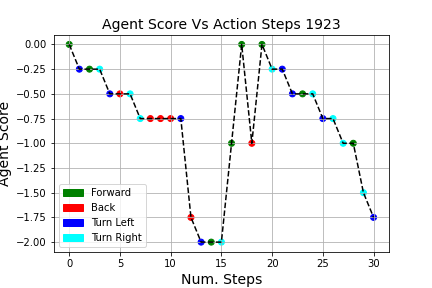 Agent Score Vs Action Steps 1923
Agent Score
0.00
−0.25
−0.50
−0.75
−1.00
−1.25
−1.50
−1.75
−2.00
Forward
Back
Turn Left
Turn Right
0 5 10 15 20 25 30
Num. Steps